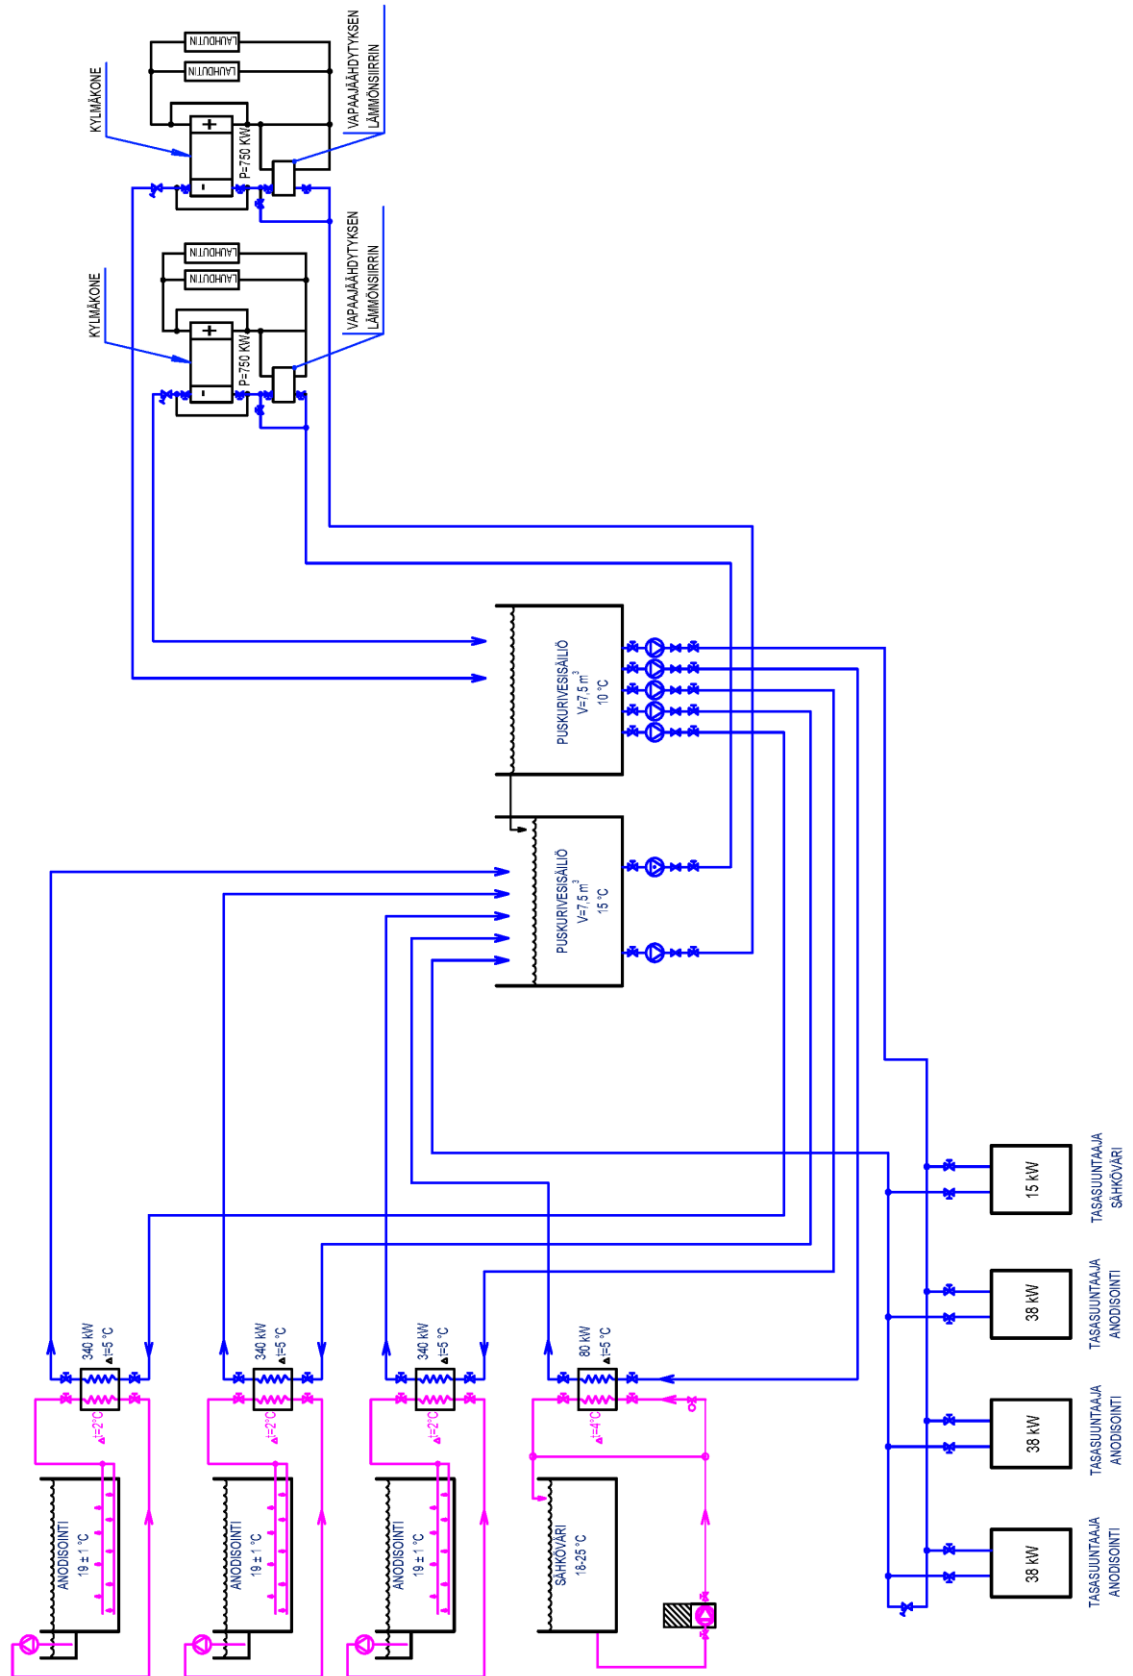 LAUHDUTIN
LAUHDUTIN
KYLMÄKONE
+
-
P=750 KW
VAPAAJÄÄHDYTYKSEN
LÄMMÖNSIIRRIN
LAUHDUTIN
LAUHDUTIN
KYLMÄKONE
+
-
P=750 KW
VAPAAJÄÄHDYTYKSEN
LÄMMÖNSIIRRIN
PUSKURIVESISÄILIÖ
V=7,5 m³
10 °C
PUSKURIVESISÄILIÖ
V=7,5 m³
15 °C
340 kW
Δt=5 °C
Δt=2°C
ANODISOINTI
19 ± 1 °C
340 kW
Δt=5 °C
Δt=2°C
ANODISOINTI
19 ± 1 °C
340 kW
Δt=5 °C
Δt=2°C
ANODISOINTI
19 ± 1 °C
80 kW
Δt=5 °C
Δt=4°C
SÄHKÖVÄRI
18-25 °C
15 kW
TASASUUNTAAJA
SÄHKÖVÄRI
38 kW
TASASUUNTAAJA
ANODISOINTI
38 kW
TASASUUNTAAJA
ANODISOINTI
38 kW
TASASUUNTAAJA
ANODISOINTI